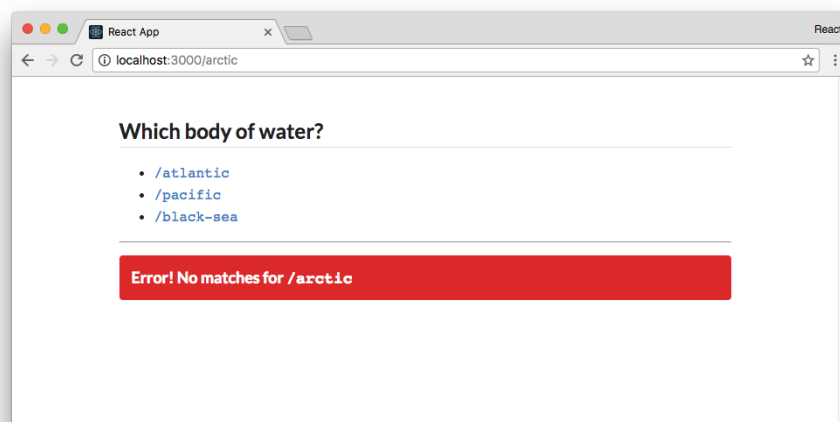 React App
React
localhost:3000/arctic
Which body of water?
/atlantic
/pacific
/black-sea
Error! No matches for /arctic